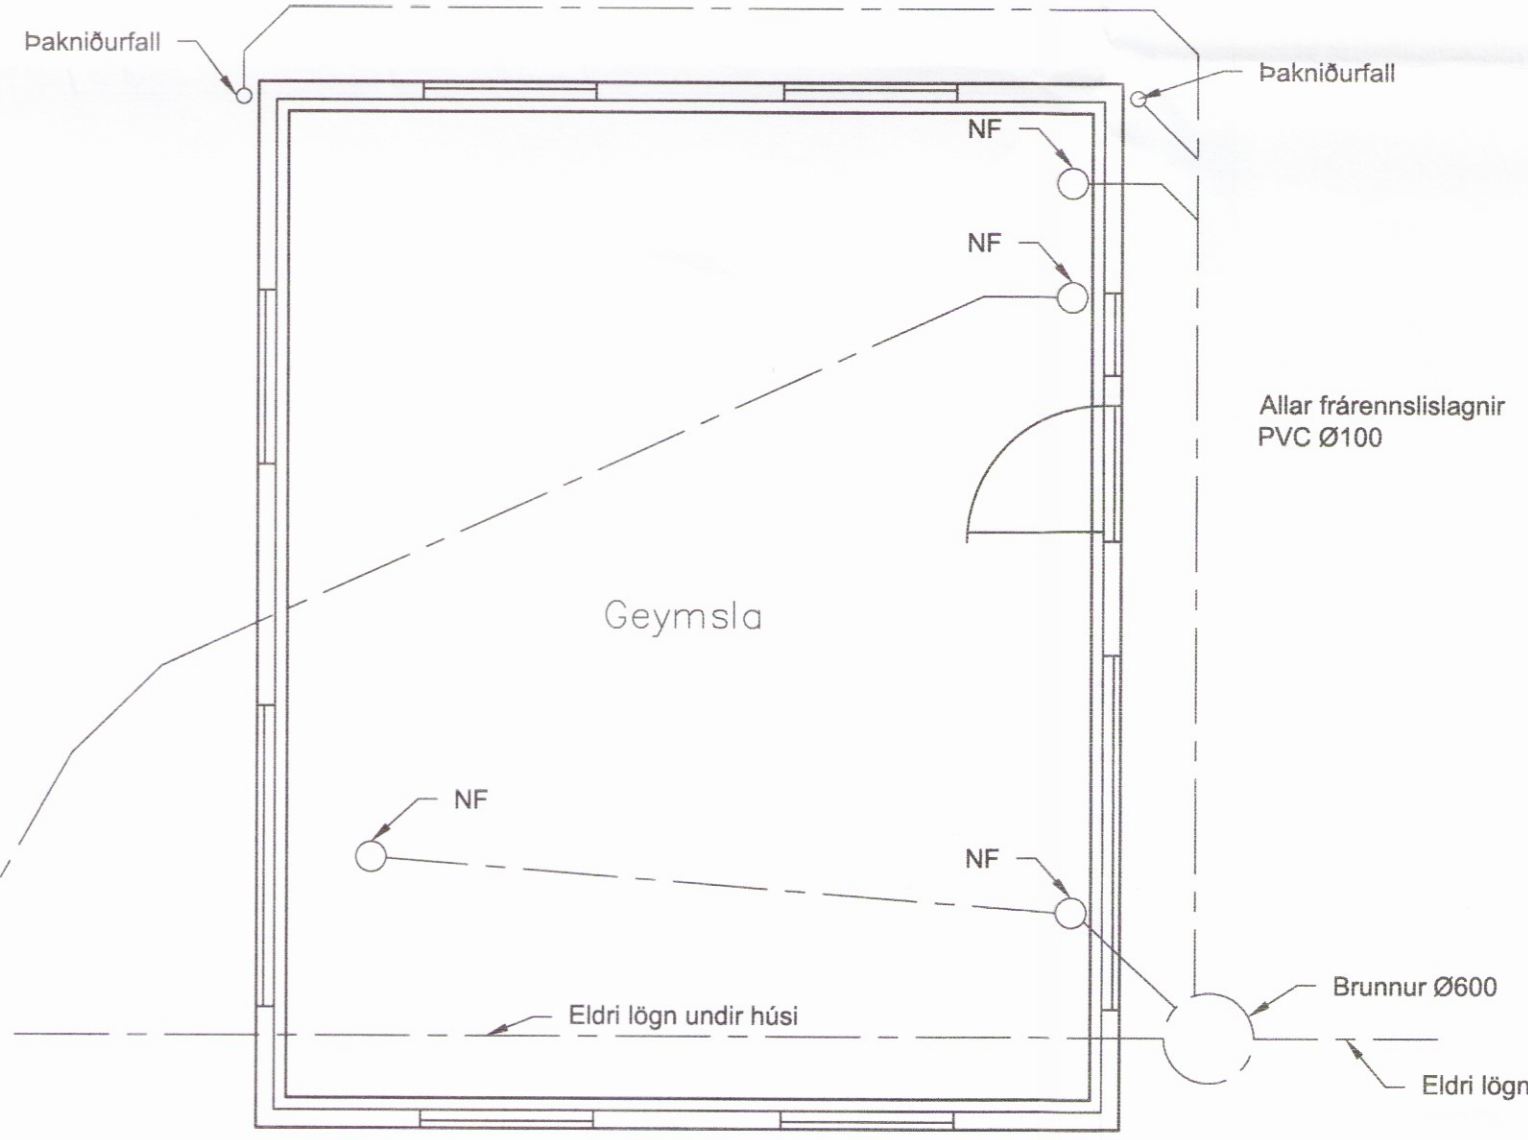 Þakniðurfall
Þakniðurfall
NF
NF
Allar frárennslislagnir
PVC Ø100
Geymsla
NF
NF
Brunnur Ø600
Eldri lögn undir húsi
Eldri lögn